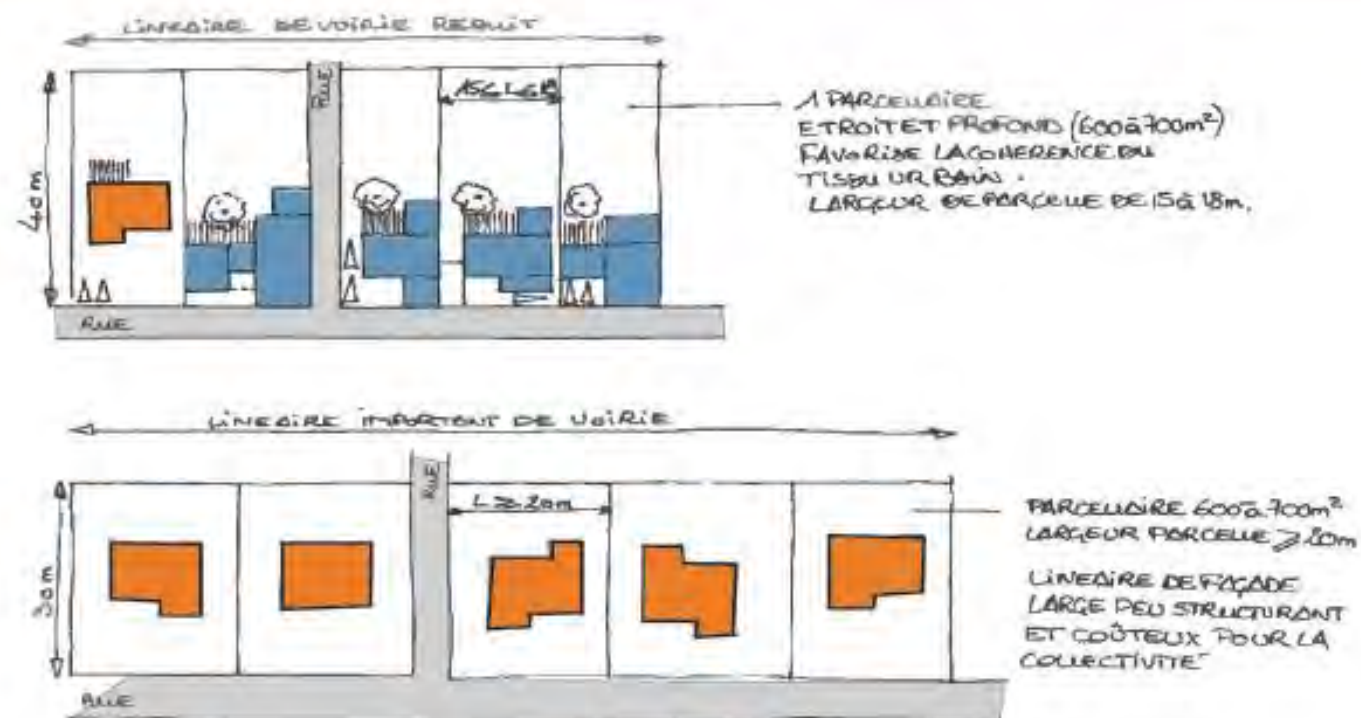 LINEAIRE DE VOIRIE REDUIT
RUE
15 ≤ L ≤ 18
40 m
RUE
1 PARCELLAIRE
ETROIT ET PROFOND (600 à 700m²)
FAVORISE LA COHERENCE DU
TISSU URBAIN.
LARGEUR DE PARCELLE DE 15 à 18m.
LINEAIRE IMPORTANT DE VOIRIE
RUE
L ≥ 20m
30 m
RUE
PARCELLAIRE 600 à 700m²
LARGEUR PARCELLE ≥ 20m
LINEAIRE DE FAÇADE
LARGE PEU STRUCTURANT
ET COÛTEUX POUR LA
COLLECTIVITE